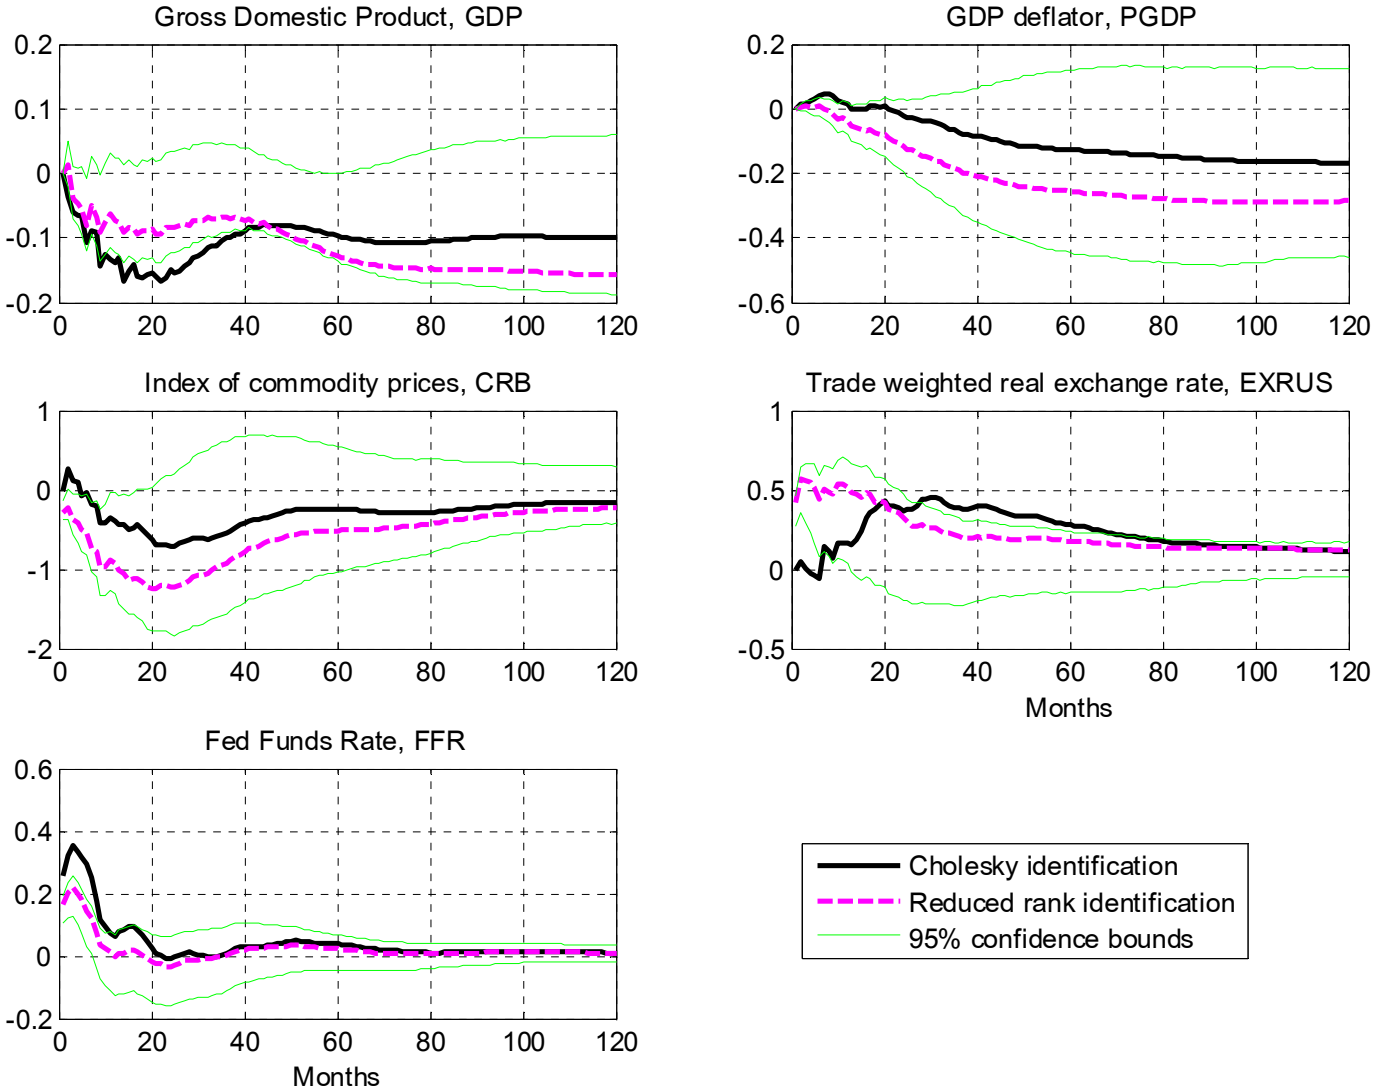 Gross Domestic Product, GDP
0.2
0.1
0
-0.1
-0.2
0 20 40 60 80 100 120
GDP deflator, PGDP
0.2
0
-0.2
-0.4
-0.6
0 20 40 60 80 100 120
Index of commodity prices, CRB
1
0
-1
-2
0 20 40 60 80 100 120
Trade weighted real exchange rate, EXRUS
1
0.5
0
-0.5
0 20 40 60 80 100 120
Months
Fed Funds Rate, FFR
0.6
0.4
0.2
0
-0.2
0 20 40 60 80 100 120
Months
Cholesky identification
Reduced rank identification
95% confidence bounds